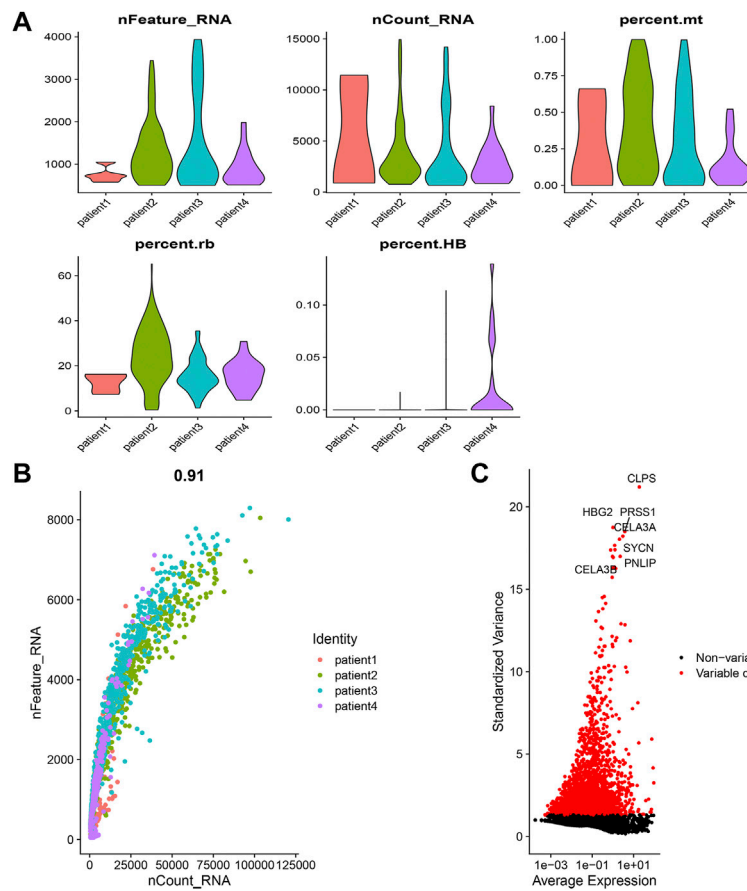 A
nFeature_RNA
4000
3000
2000
1000
patient1
patient2
patient3
patient4
nCount_RNA
15000
10000
5000
0
patient1
patient2
patient3
patient4
percent.mt
1.00
0.75
0.50
0.25
0.00
patient1
patient2
patient3
patient4
percent.rb
60
40
20
0
patient1
patient2
patient3
patient4
percent.HB
0.10
0.05
0.00
patient1
patient2
patient3
patient4
B
0.91
nFeature_RNA
8000
6000
4000
2000
0
0
25000
50000
75000
100000
125000
nCount_RNA
Identity
patient1
patient2
patient3
patient4
C
Standardized Variance
20
15
10
5
0
CLPS
HBG2 PRSS1
CELA3A
SYCN
PNLIP
CELA3B
1e-03
1e-01
1e+01
Average Expression
Non-varia
Variable c